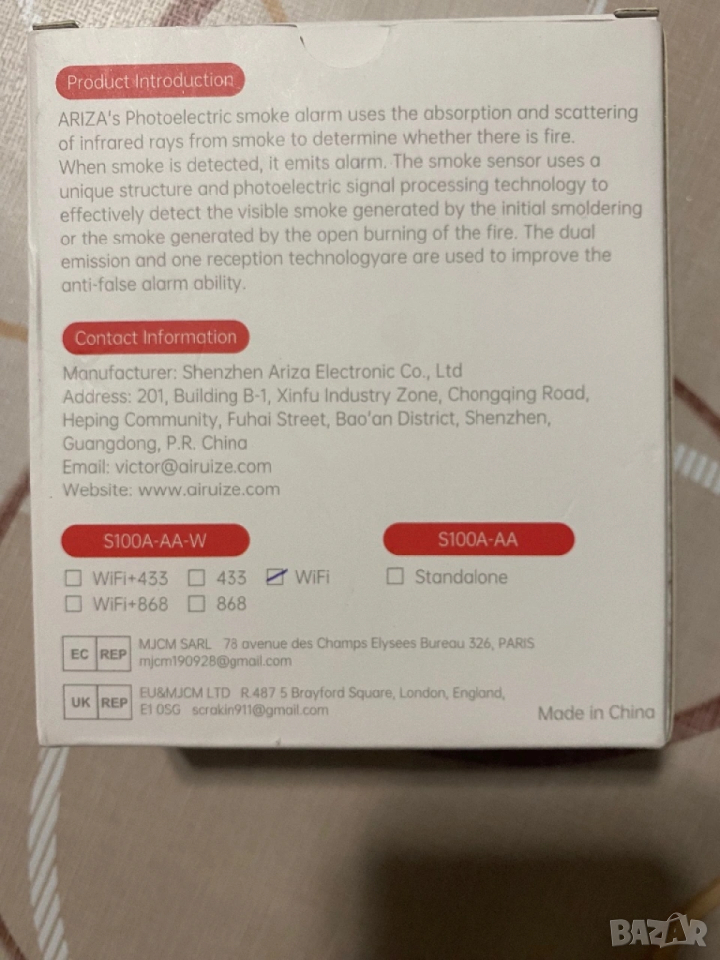 Product Introduction
ARIZA's Photoelectric smoke alarm uses the absorption and scattering
of infrared rays from smoke to determine whether there is fire.
When smoke is detected, it emits alarm. The smoke sensor uses a
unique structure and photoelectric signal processing technology to
effectively detect the visible smoke generated by the initial smoldering
or the smoke generated by the open burning of the fire. The dual
emission and one reception technologyare are used to improve the
anti-false alarm ability.
Contact Information
Manufacturer: Shenzhen Ariza Electronic Co., Ltd
Address: 201, Building B-1, Xinfu Industry Zone, Chongqing Road,
Heping Community, Fuhai Street, Bao'an District, Shenzhen,
Guangdong, P.R. China
Email: victor@airuize.com
Website: www.airuize.com
S100A-AA-W S100A-AA
WiFi+433 433 WiFi Standalone
WiFi+868 868
EC REP MJCM SARL 78 avenue des Champs Elysees Bureau 326, PARIS
mjcm190928@gmail.com
UK REP EU&MJCM LTD R.487 5 Brayford Square, London, England,
E1 0SG scrakin911@gmail.com
Made in China
BAZAR